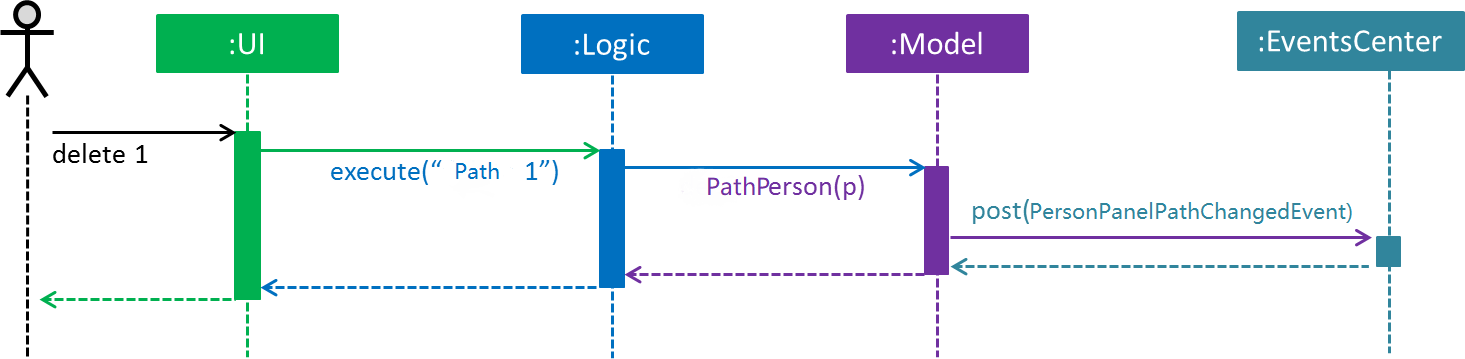 :UI
:Logic
:Model
:EventsCenter
delete 1
execute(“ Path 1”)
PathPerson(p)
post(PersonPanelPathChangedEvent)